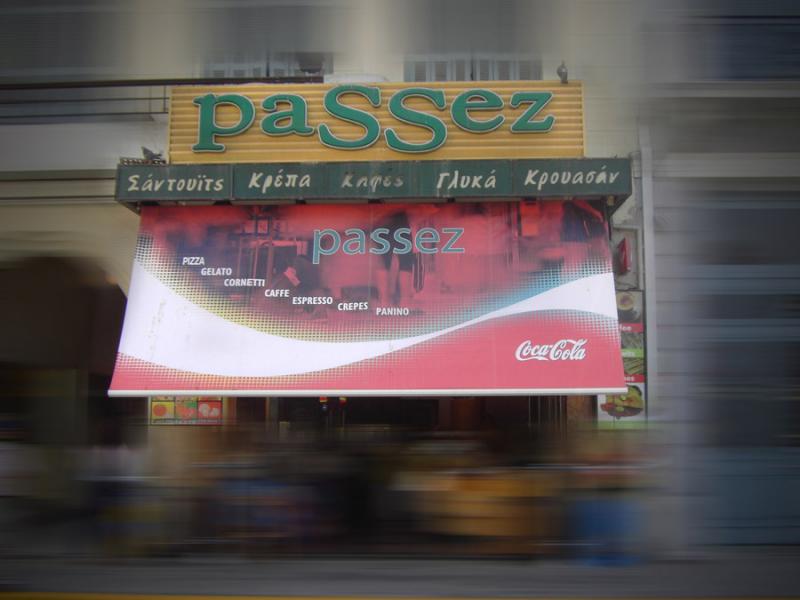 passez
Σάντουϊτς Κρέπα Καφές Γλυκά Κρουασάν
passez
PIZZA
GELATO
CORNETTI
CAFFE
ESPRESSO
CREPES
PANINO
Coca-Cola